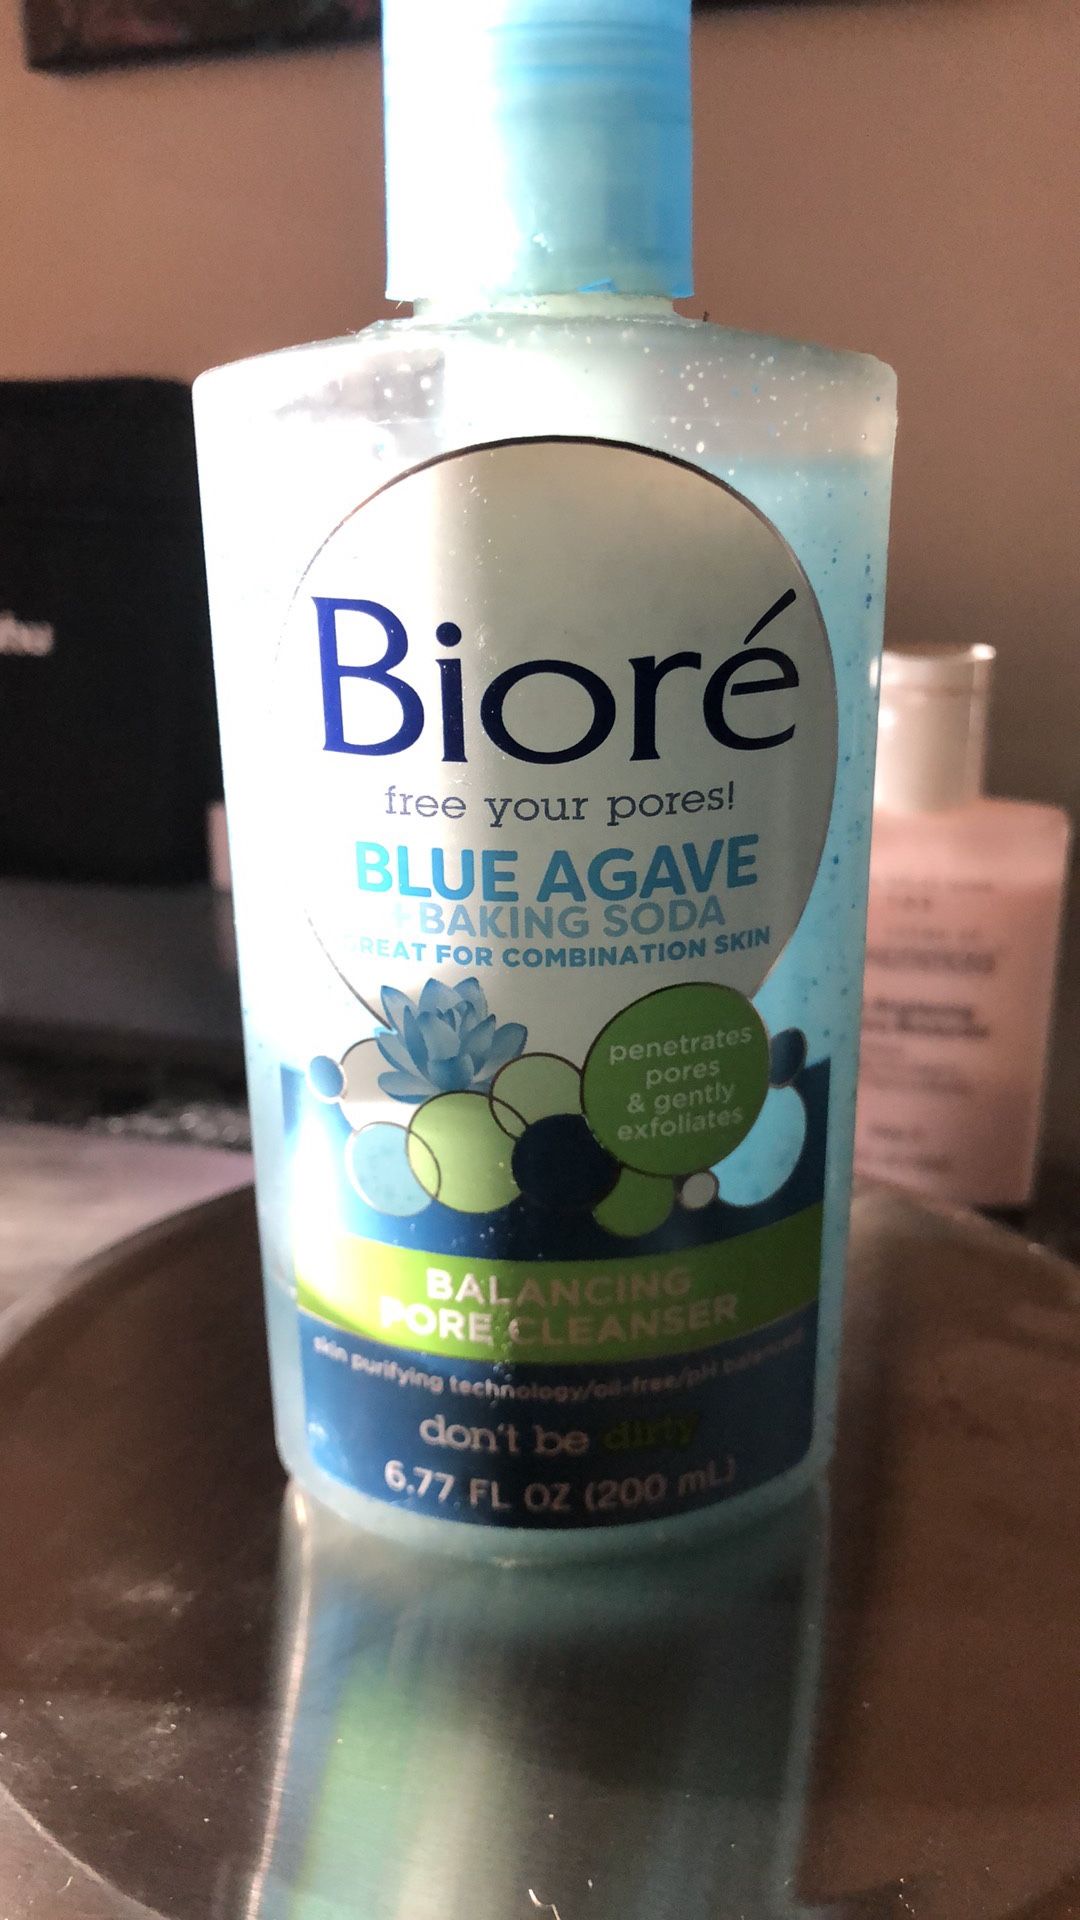 Bioré
free your pores!
BLUE AGAVE
+BAKING SODA
GREAT FOR COMBINATION SKIN
penetrates
pores
& gently
exfoliates
BALANCING
PORE CLEANSER
skin purifying technology/oil-free/pH balanced
don't be dirty
6.77 FL OZ (200 mL)